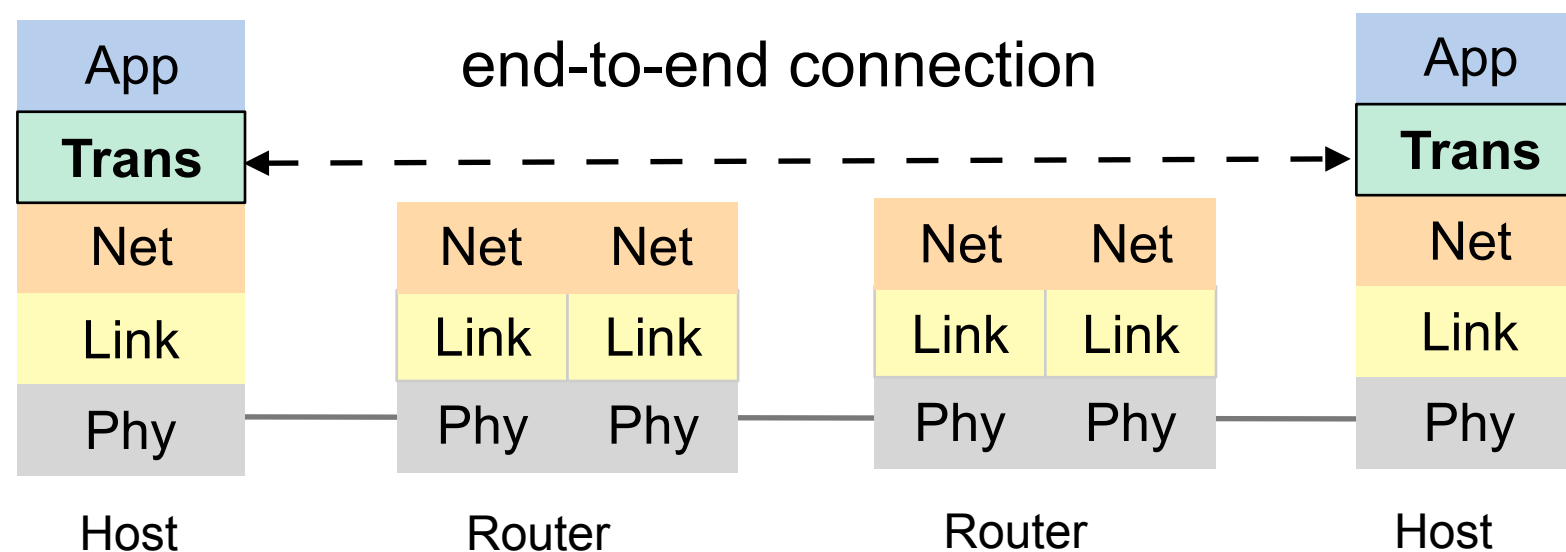 App end-to-end connection App
Trans Trans
Net Net Net Net Net Net
Link Link Link Link Link Link
Phy Phy Phy Phy Phy Phy
Host Router Router Host